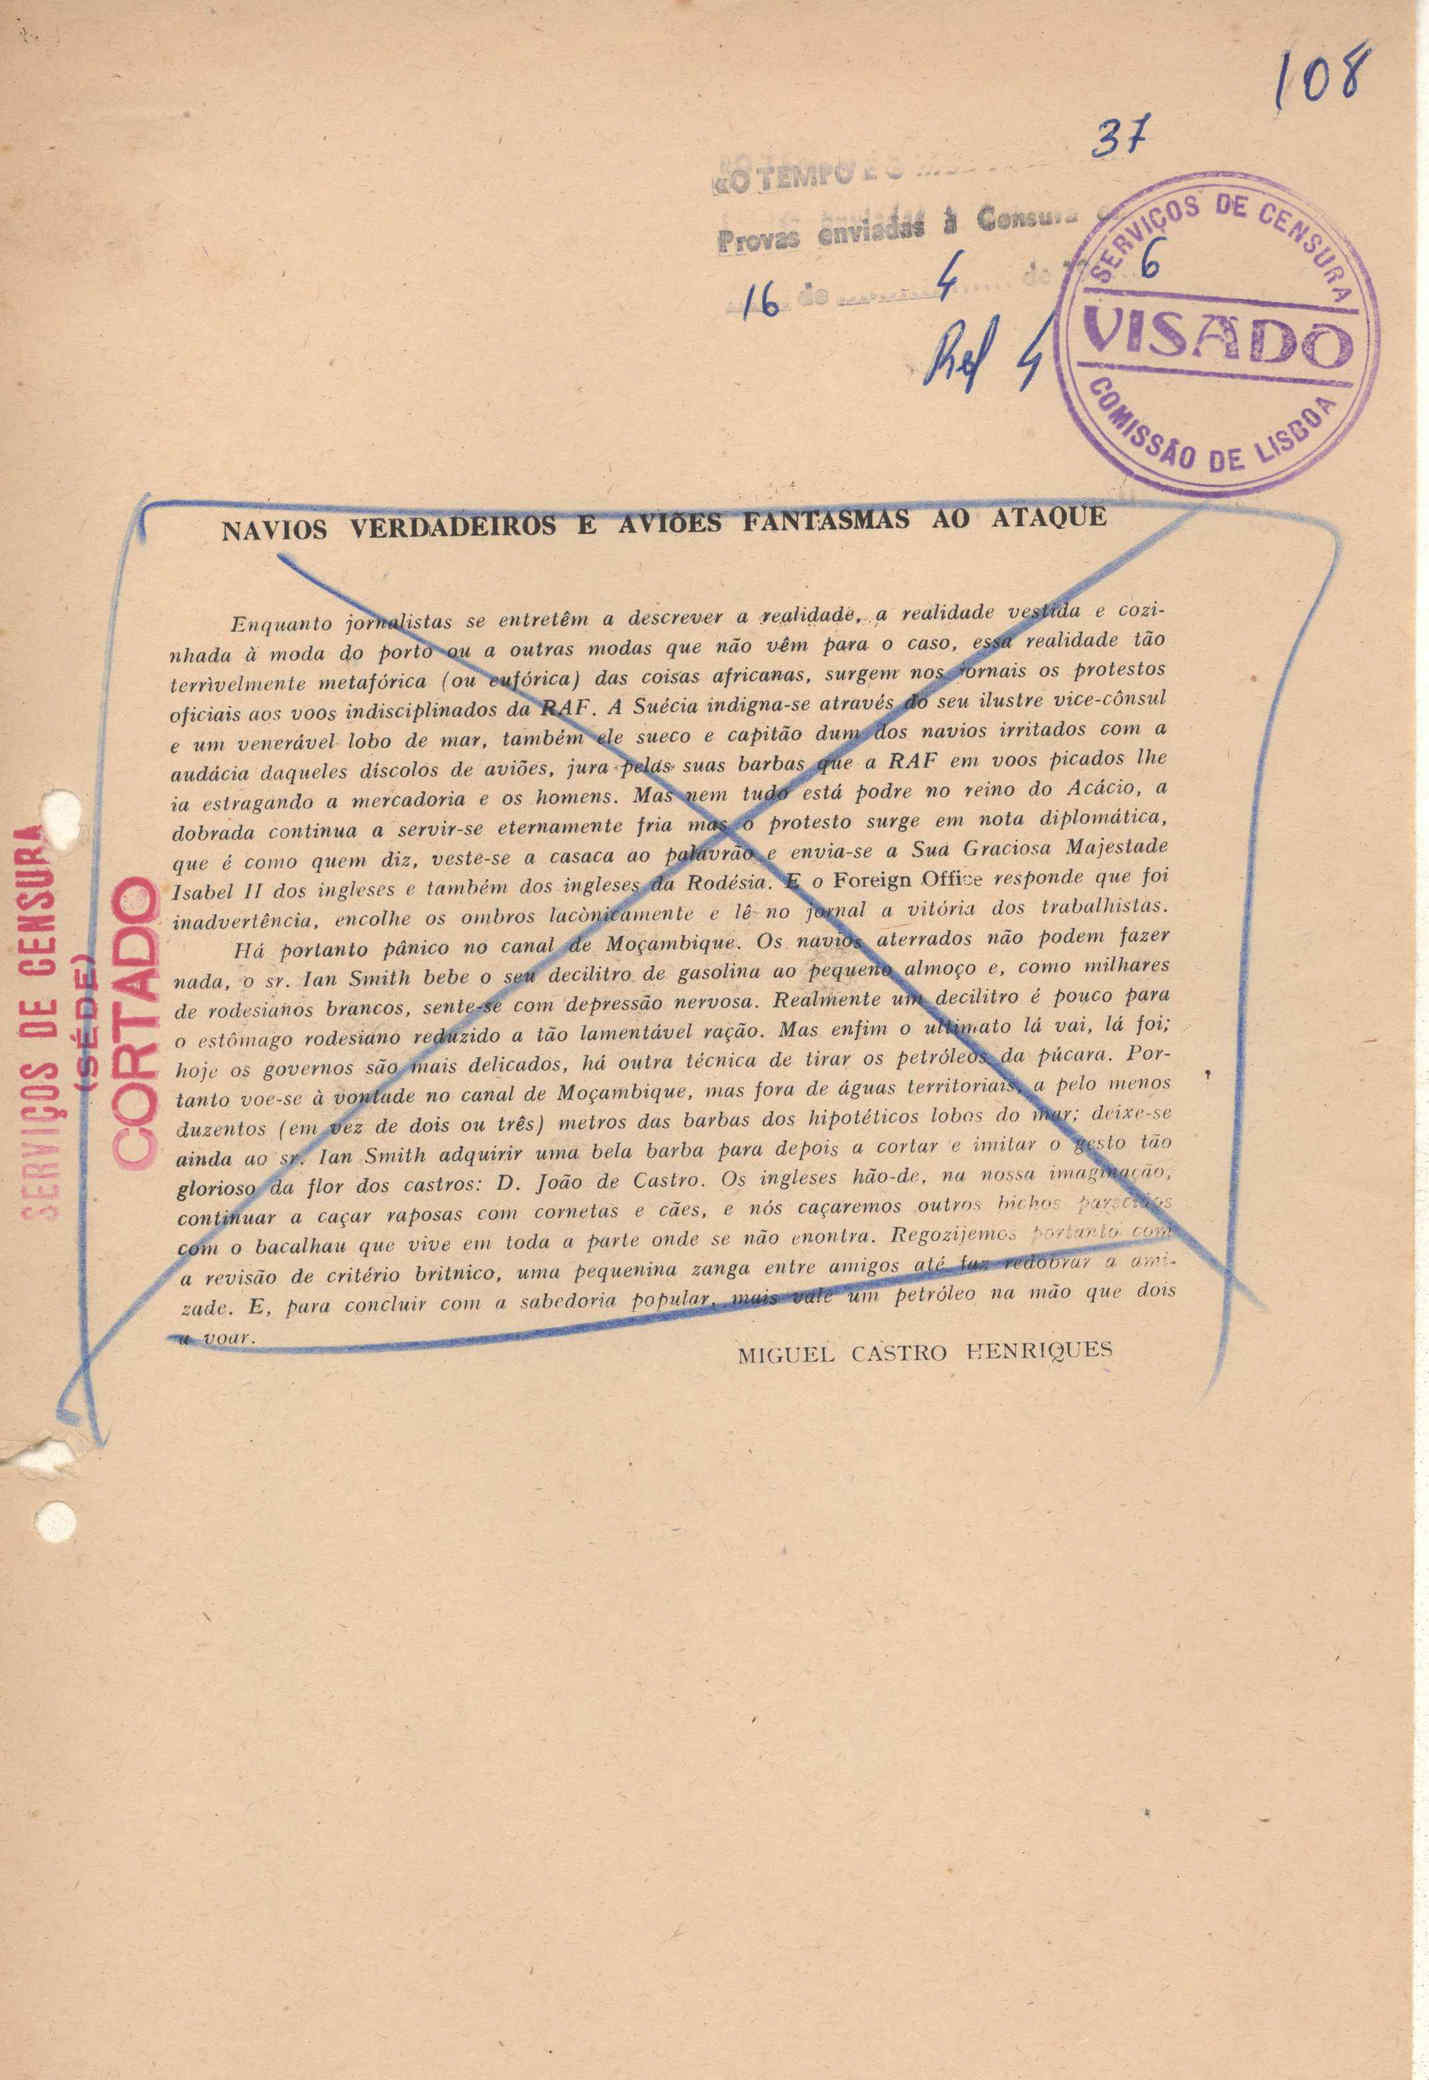 108
37
«O TEMPO E O
Provas enviadas à Censura
16 de 4 de 6
Ref 4
SERVIÇOS DE CENSURA
VISADO
COMISSÃO DE LISBOA
NAVIOS VERDADEIROS E AVIÕES FANTASMAS AO ATAQUE
Enquanto jornalistas se entretêm a descrever a realidade, a realidade vestida e cozi-
nhada à moda do porto ou a outras modas que não vêm para o caso, essa realidade tão
terrìvelmente metafórica (ou eufórica) das coisas africanas, surgem nos jornais os protestos
oficiais aos voos indisciplinados da RAF. A Suécia indigna-se através do seu ilustre vice-cônsul
e um venerável lobo de mar, também ele sueco e capitão dum dos navios irritados com a
audácia daqueles díscolos de aviões, jura pelas suas barbas que a RAF em voos picados lhe
ia estragando a mercadoria e os homens. Mas nem tudo está podre no reino do Acácio, a
dobrada continua a servir-se eternamente fria mas o protesto surge em nota diplomática,
que é como quem diz, veste-se a casaca ao palavrão e envia-se a Sua Graciosa Majestade
Isabel II dos ingleses e também dos ingleses da Rodésia. E o Foreign Office responde que foi
inadvertência, encolhe os ombros lacònicamente e lê no jornal a vitória dos trabalhistas.
Há portanto pânico no canal de Moçambique. Os navios aterrados não podem fazer
nada, o sr. Ian Smith bebe o seu decilitro de gasolina ao pequeno almoço e, como milhares
de rodesianos brancos, sente-se com depressão nervosa. Realmente um decilitro é pouco para
o estômago rodesiano reduzido a tão lamentável ração. Mas enfim o ultimato lá vai, lá foi;
hoje os governos são mais delicados, há outra técnica de tirar os petróleos da púcara. Por-
tanto voe-se à vontade no canal de Moçambique, mas fora de águas territoriais, a pelo menos
duzentos (em vez de dois ou três) metros das barbas dos hipotéticos lobos do mar; deixe-se
ainda ao sr. Ian Smith adquirir uma bela barba para depois a cortar e imitar o gesto tão
glorioso da flor dos castros: D. João de Castro. Os ingleses hão-de, na nossa imaginação,
continuar a caçar raposas com cornetas e cães, e nós caçaremos outros bichos parecidos
com o bacalhau que vive em toda a parte onde se não enontra. Regozijemos portanto com
a revisão de critério britnico, uma pequenina zanga entre amigos até faz redobrar a ami-
zade. E, para concluir com a sabedoria popular, mais vale um petróleo na mão que dois
a voar.
MIGUEL CASTRO HENRIQUES
SERVIÇOS DE CENSURA
(SÉDE)
CORTADO